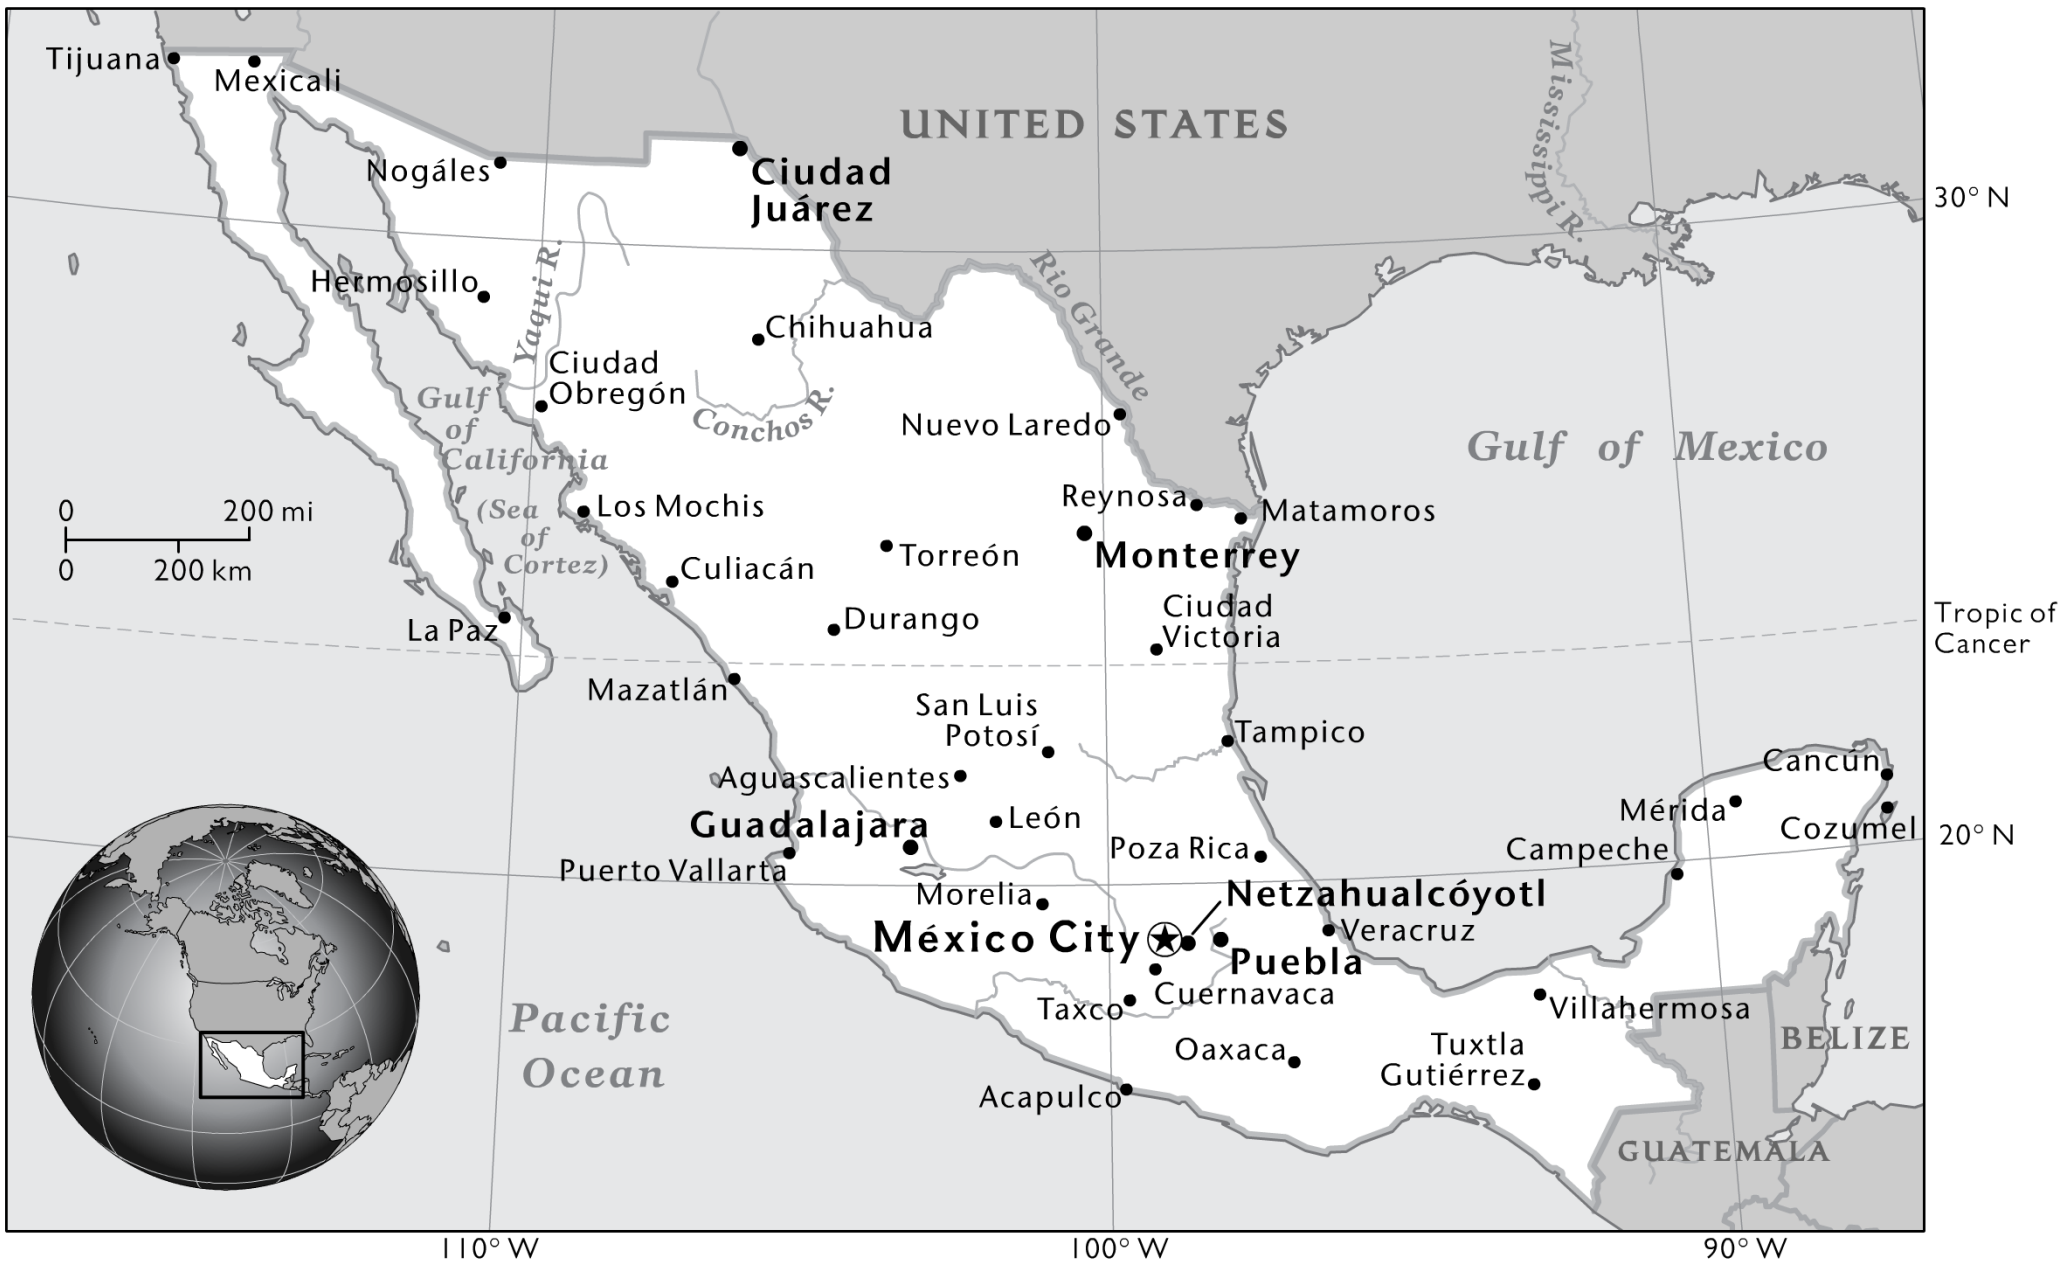 Tijuana
Mexicali
UNITED STATES
Mississippi R.
Nogáles
Ciudad
Juárez
30° N
Hermosillo
Yaqui R.
Rio Grande
Chihuahua
Ciudad
Obregón
Conchos R.
Gulf
of
California
(Sea
of
Cortez)
Nuevo Laredo
Gulf of Mexico
Reynosa
Matamoros
Los Mochis
0
200 mi
0
200 km
Monterrey
Torreón
Culiacán
Ciudad
Victoria
Durango
La Paz
Tropic of
Cancer
Mazatlán
San Luis
Potosí
Tampico
Aguascalientes
Cancún
Mérida
Cozumel
Guadalajara
León
Poza Rica
Campeche
20° N
Puerto Vallarta
Morelia
Netzahualcóyotl
México City
Veracruz
Puebla
Cuernavaca
Taxco
Villahermosa
Pacific
Ocean
Oaxaca
Tuxtla
Gutiérrez
BELIZE
Acapulco
GUATEMALA
110° W
100° W
90° W